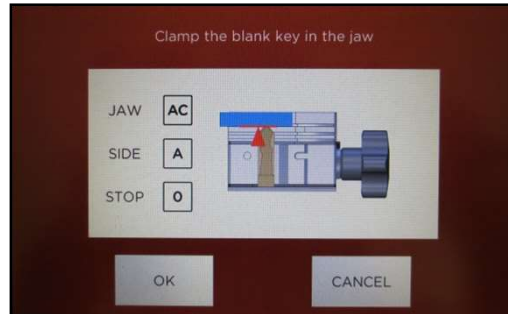 Clamp the blank key in the jaw
JAW AC
SIDE A
STOP 0
OK CANCEL